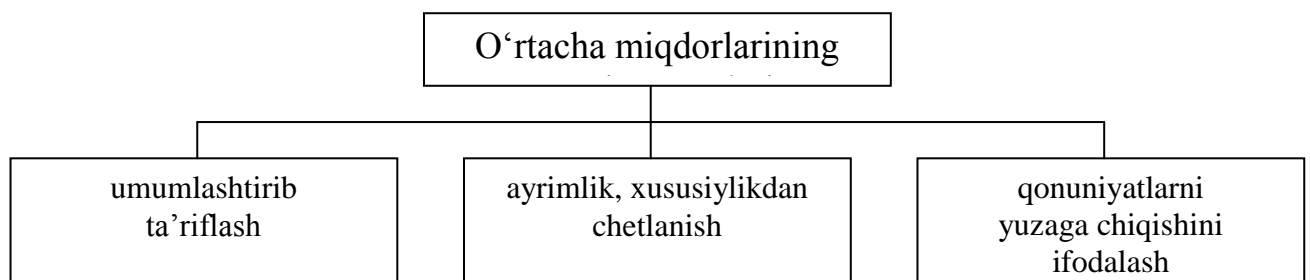 O‘rtacha miqdorlarining
umumlashtirib
ta’riflash
ayrimlik, xususiylikdan
chetlanish
qonuniyatlarni
yuzaga chiqishini
ifodalash